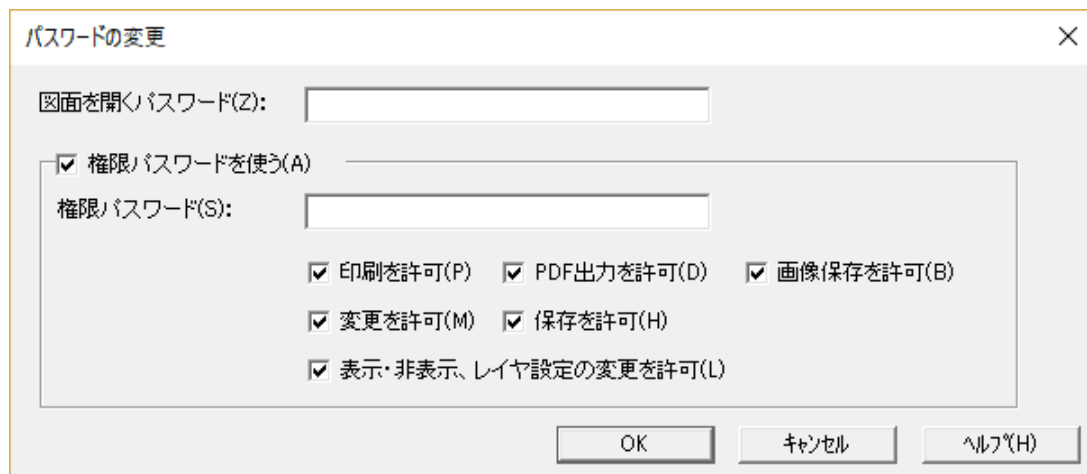 パスワードの変更
図面を開くパスワード(Z):
権限パスワードを使う(A)
権限パスワード(S):
印刷を許可(P) PDF出力を許可(D) 画像保存を許可(B)
変更を許可(M) 保存を許可(H)
表示・非表示、レイヤ設定の変更を許可(L)
OK キャンセル ヘルプ(H)